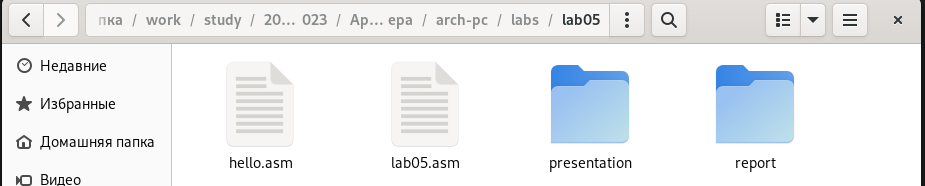 пка / work / study / 20... 023 / Ap... ера / arch-pc / labs / lab05
Недавние
Избранные
Домашняя папка
Видео
hello.asm lab05.asm presentation report